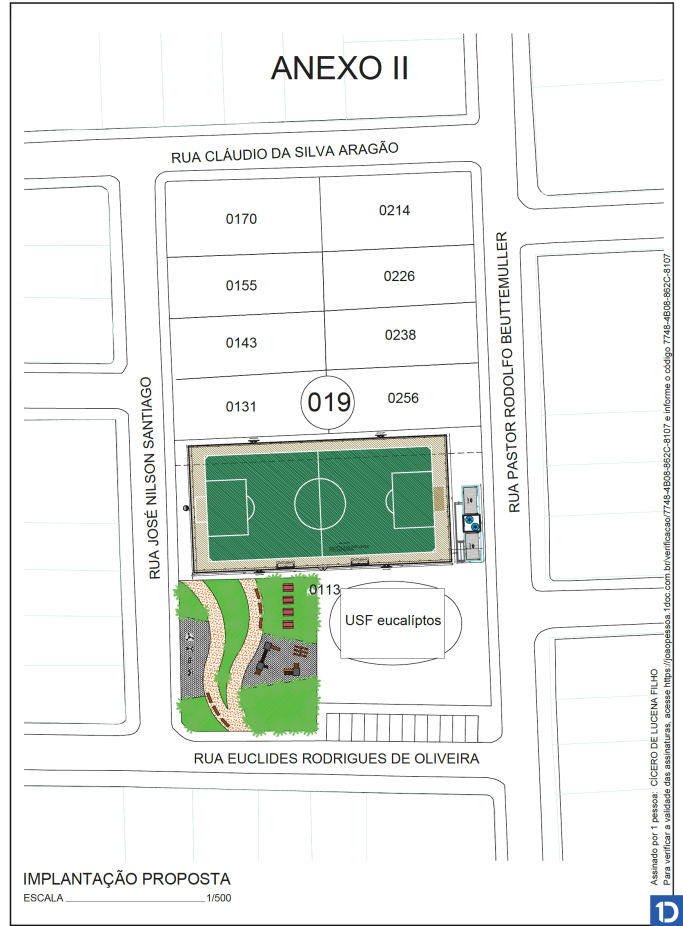 ANEXO II
RUA CLÁUDIO DA SILVA ARAGÃO
0170
0214
0155
0226
0143
0238
0131
019
0256
RUA JOSÉ NILSON SANTIAGO
RUA PASTOR RODOLFO BEUTTEMULLER
0113
USF eucaliptos
RUA EUCLIDES RODRIGUES DE OLIVEIRA
IMPLANTAÇÃO PROPOSTA
ESCALA 1/500
Assinado por 1 pessoa: CÍCERO DE LUCENA FILHO
Para verificar a validade das assinaturas, acesse https://joaopessoa.1doc.com.br/verificacao/7748-4B08-862C-8107 e informe o código 7748-4B08-862C-8107
1D